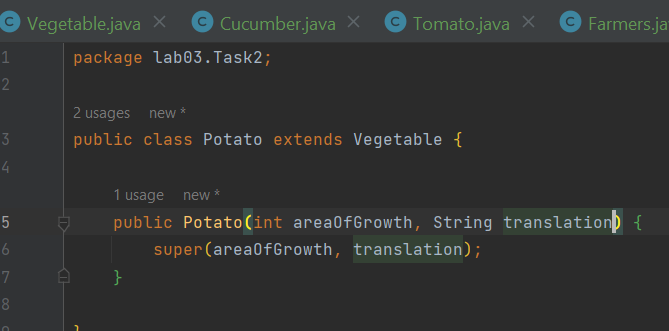 Vegetable.java Cucumber.java Tomato.java Farmers.ja
1 package lab03.Task2;
2
2 usages new *
3 public class Potato extends Vegetable {
4
1 usage new *
5 public Potato(int areaOfGrowth, String translation) {
6 super(areaOfGrowth, translation);
7 }
8
}